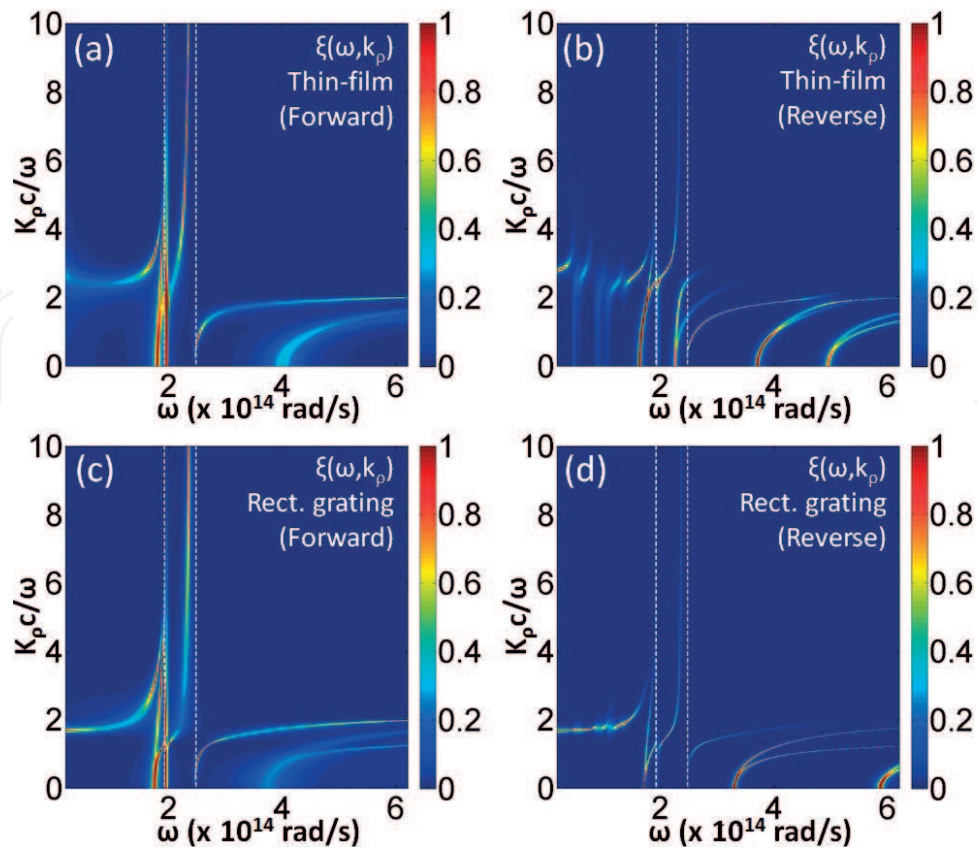 (a)
ξ(ω,kρ)
Thin-film
(Forward)
10
8
6
4
2
0
Kρc/ω
2
4
6
ω (x 10¹⁴ rad/s)
1
0.8
0.6
0.4
0.2
0
(b)
ξ(ω,kρ)
Thin-film
(Reverse)
10
8
6
4
2
0
Kρc/ω
2
4
6
ω (x 10¹⁴ rad/s)
1
0.8
0.6
0.4
0.2
0
(c)
ξ(ω,kρ)
Rect. grating
(Forward)
10
8
6
4
2
0
Kρc/ω
2
4
6
ω (x 10¹⁴ rad/s)
1
0.8
0.6
0.4
0.2
0
(d)
ξ(ω,kρ)
Rect. grating
(Reverse)
10
8
6
4
2
0
Kρc/ω
2
4
6
ω (x 10¹⁴ rad/s)
1
0.8
0.6
0.4
0.2
0